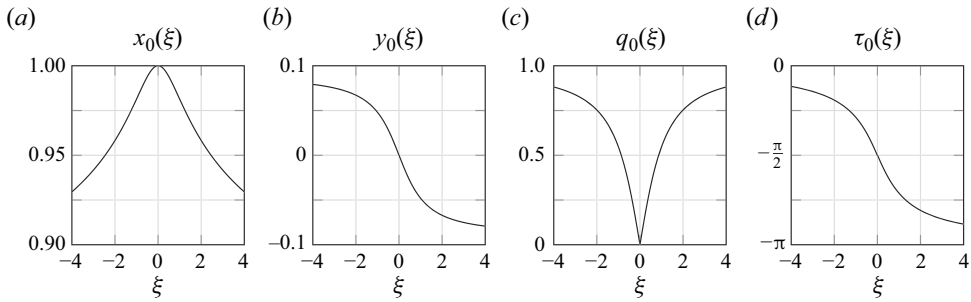 (a) (b) (c) (d)
x₀(ξ) y₀(ξ) q₀(ξ) τ₀(ξ)
1.00 0.1 1.0 0
0.95 0 0.5 −π/2
0.90 −0.1 0 −π
−4 −2 0 2 4 −4 −2 0 2 4 −4 −2 0 2 4 −4 −2 0 2 4
ξ ξ ξ ξ